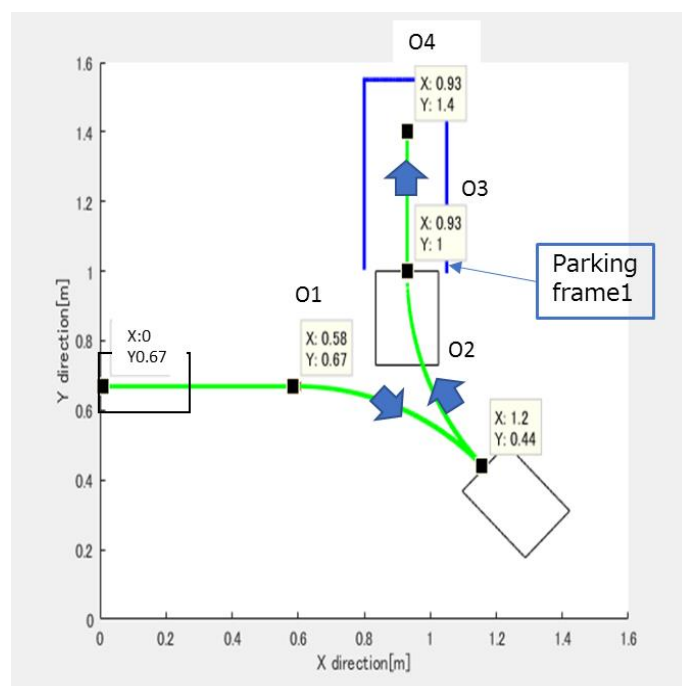 O4
1.6
X: 0.93
Y: 1.4
1.4
1.2
O3
X: 0.93
Y: 1
Parking
frame1
1
O1
X:0
Y0.67
X: 0.58
Y: 0.67
O2
0.8
Y direction[m]
0.6
X: 1.2
Y: 0.44
0.4
0.2
0
0
0.2
0.4
0.6
0.8
1
1.2
1.4
1.6
X direction[m]